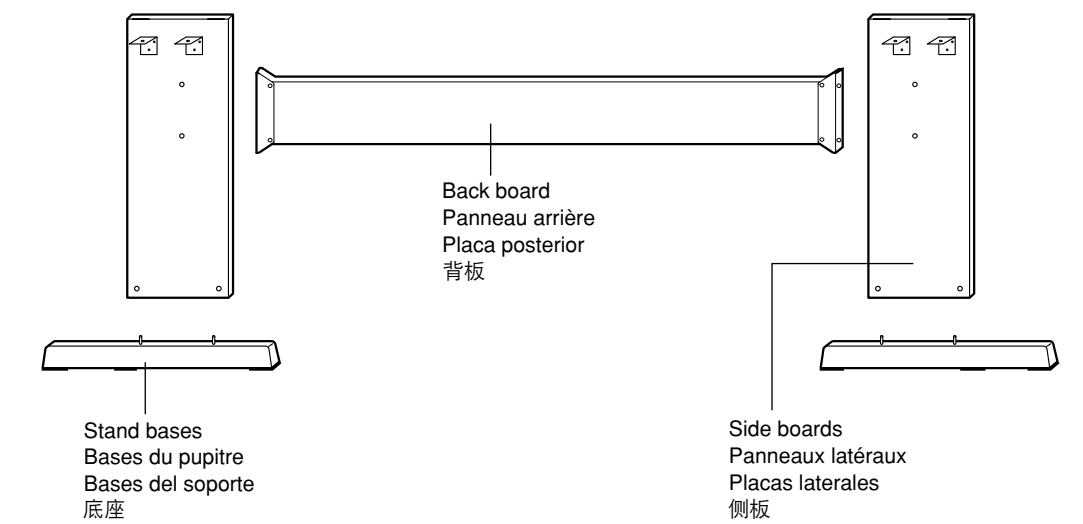 Back board
Panneau arrière
Placa posterior
背板
Stand bases
Bases du pupitre
Bases del soporte
底座
Side boards
Panneaux latéraux
Placas laterales
侧板